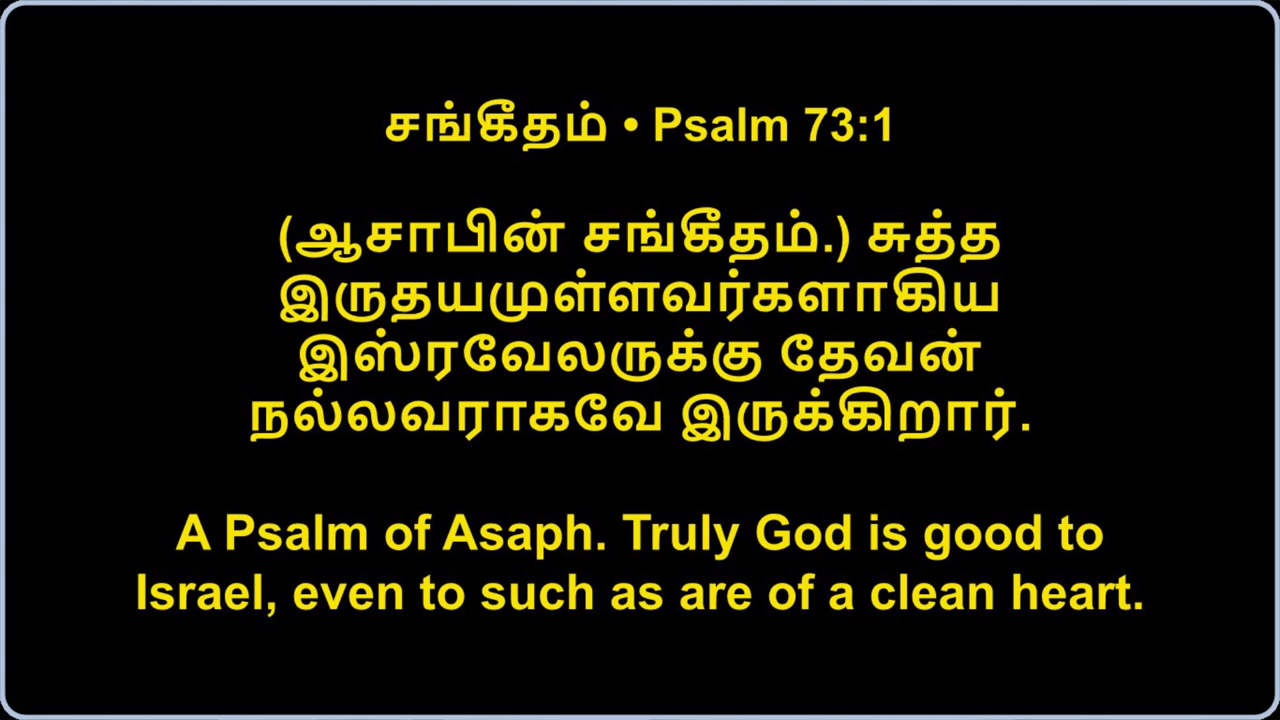 சங்கீதம் • Psalm 73:1
(ஆசாபின் சங்கீதம்.) சுத்த
இருதயமுள்ளவர்களாகிய
இஸ்ரவேலருக்கு தேவன்
நல்லவராகவே இருக்கிறார்.
A Psalm of Asaph. Truly God is good to
Israel, even to such as are of a clean heart.